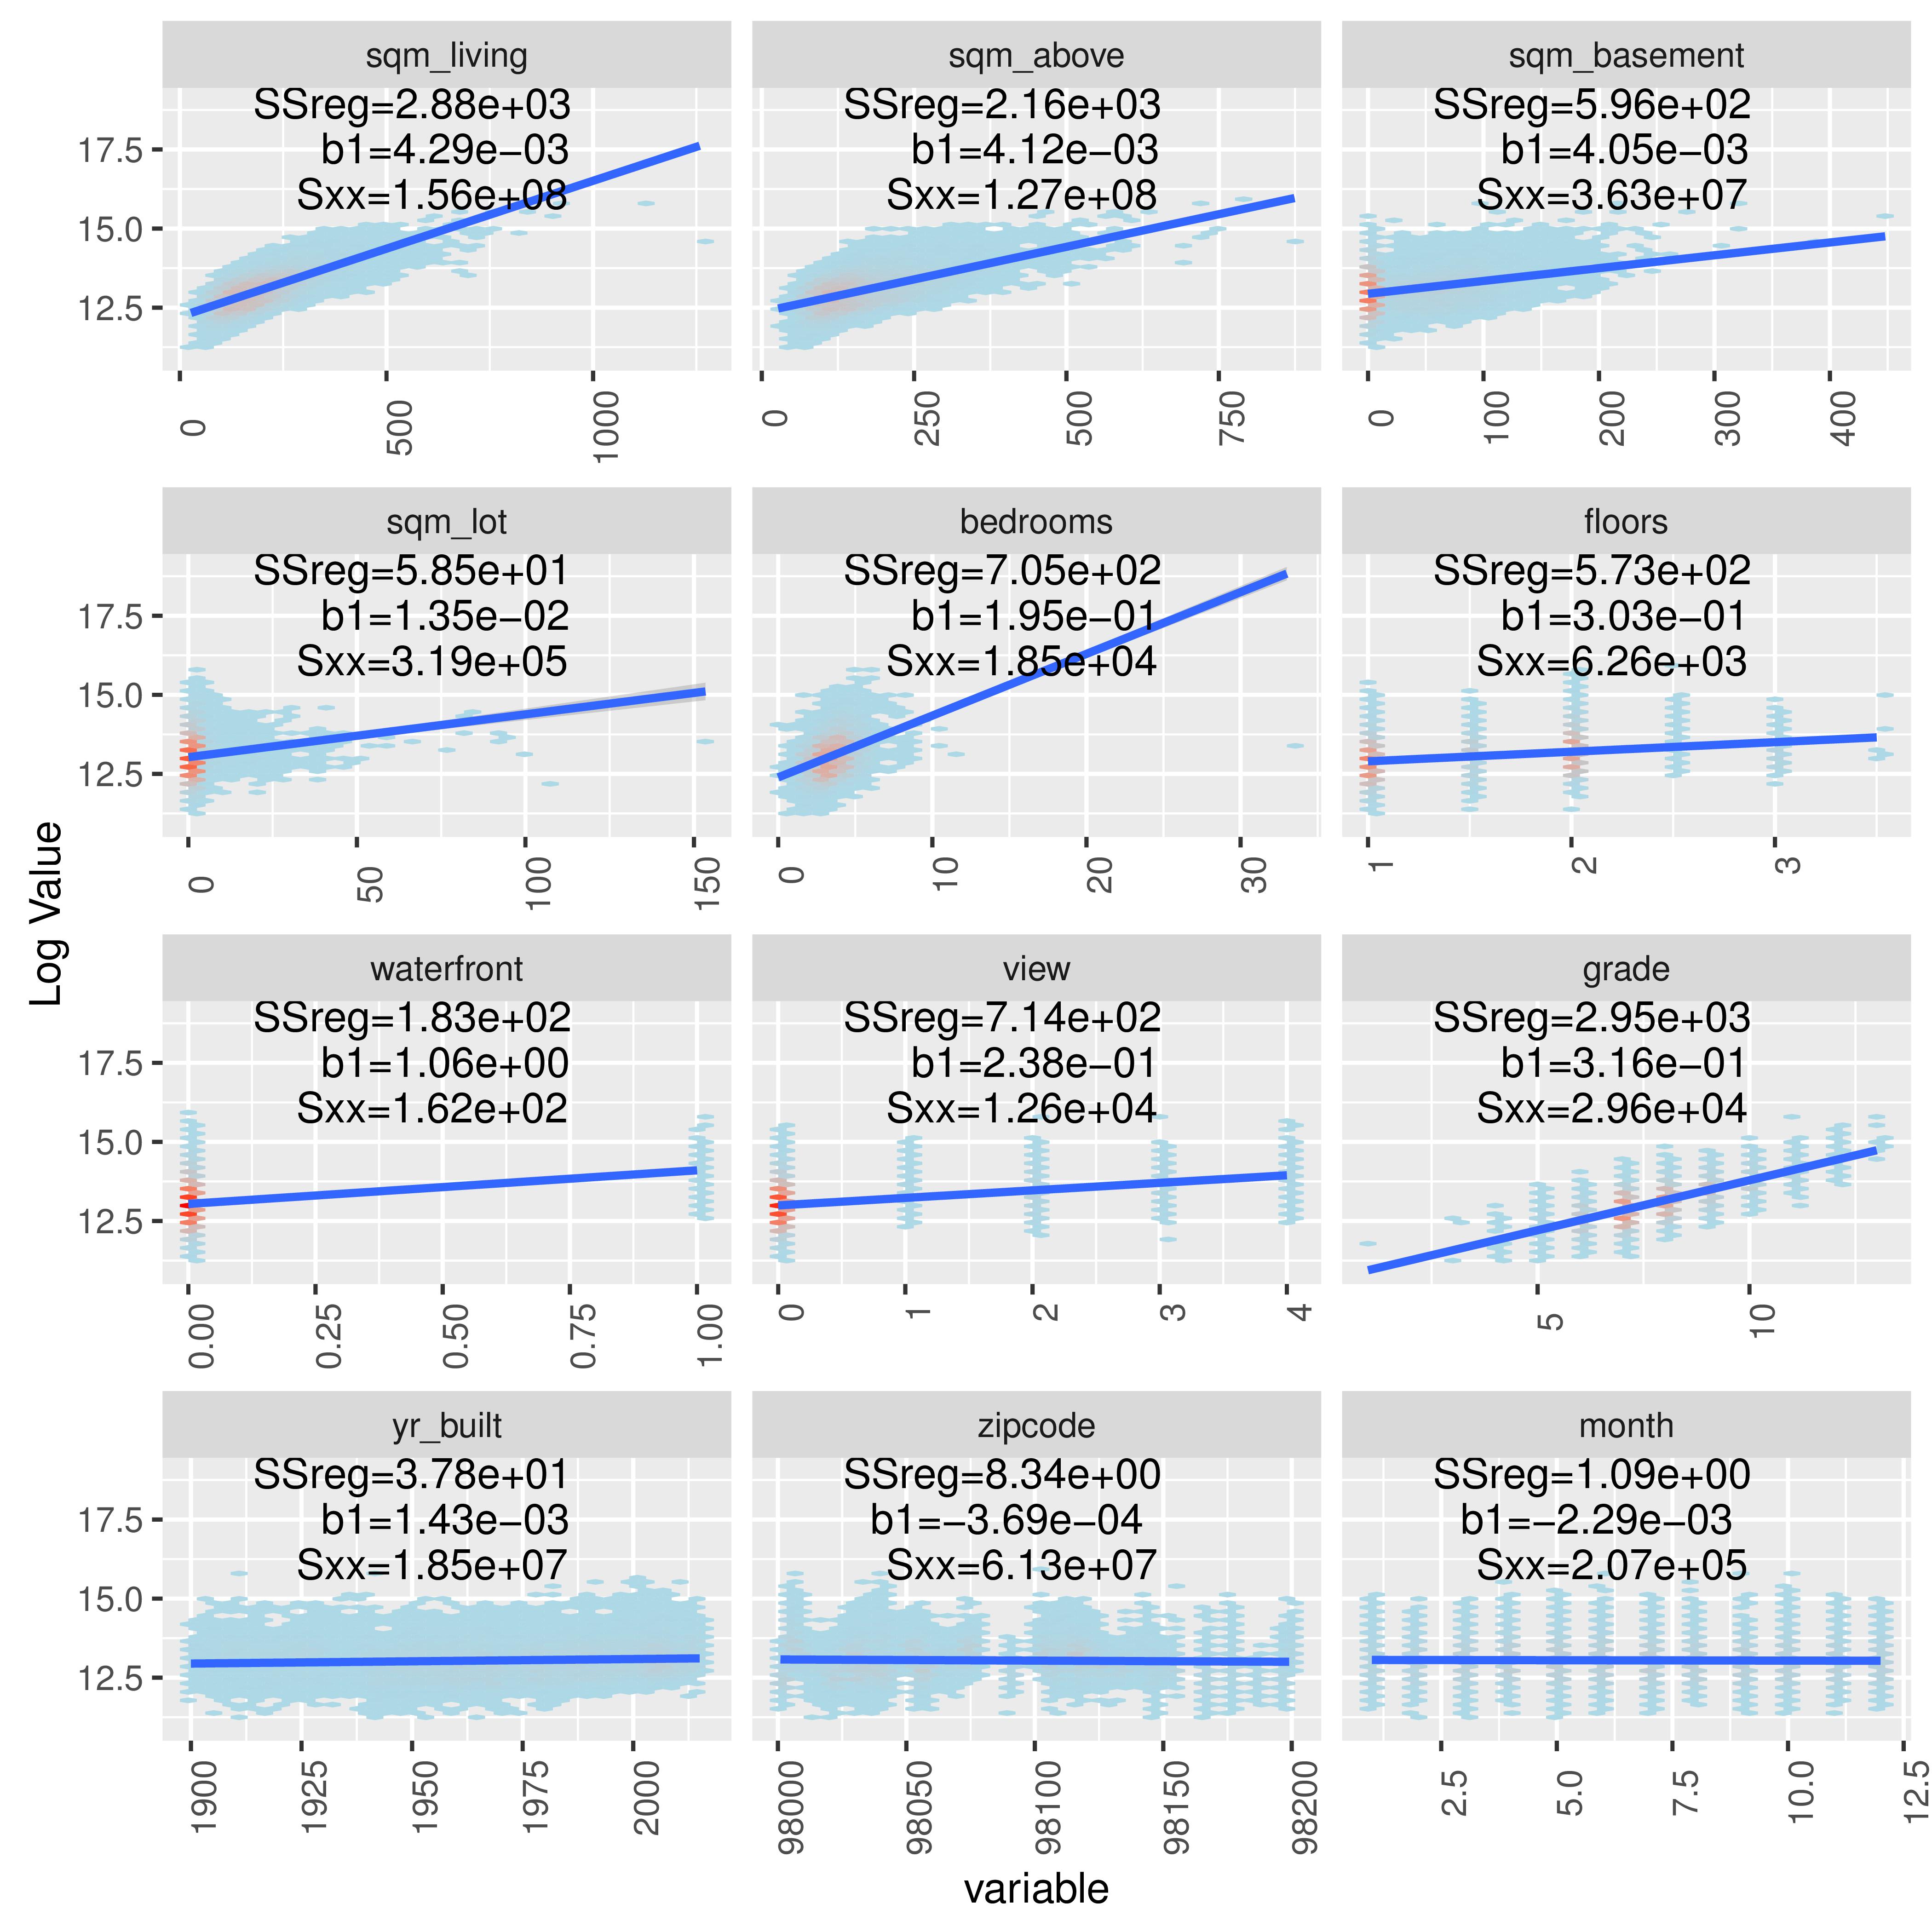 sqm_living
SSreg=2.88e+03
b1=4.29e−03
Sxx=1.56e+08
17.5
15.0
12.5
0
500
1000
sqm_above
SSreg=2.16e+03
b1=4.12e−03
Sxx=1.27e+08
0
250
500
750
sqm_basement
SSreg=5.96e+02
b1=4.05e−03
Sxx=3.63e+07
0
100
200
300
400
sqm_lot
SSreg=5.85e+01
b1=1.35e−02
Sxx=3.19e+05
17.5
15.0
12.5
0
50
100
150
bedrooms
SSreg=7.05e+02
b1=1.95e−01
Sxx=1.85e+04
0
10
20
30
floors
SSreg=5.73e+02
b1=3.03e−01
Sxx=6.26e+03
1
2
3
Log Value
waterfront
SSreg=1.83e+02
b1=1.06e+00
Sxx=1.62e+02
17.5
15.0
12.5
0.00
0.25
0.50
0.75
1.00
view
SSreg=7.14e+02
b1=2.38e−01
Sxx=1.26e+04
0
1
2
3
4
grade
SSreg=2.95e+03
b1=3.16e−01
Sxx=2.96e+04
5
10
yr_built
SSreg=3.78e+01
b1=1.43e−03
Sxx=1.85e+07
17.5
15.0
12.5
1900
1925
1950
1975
2000
zipcode
SSreg=8.34e+00
b1=−3.69e−04
Sxx=6.13e+07
98000
98050
98100
98150
98200
month
SSreg=1.09e+00
b1=−2.29e−03
Sxx=2.07e+05
2.5
5.0
7.5
10.0
12.5
variable